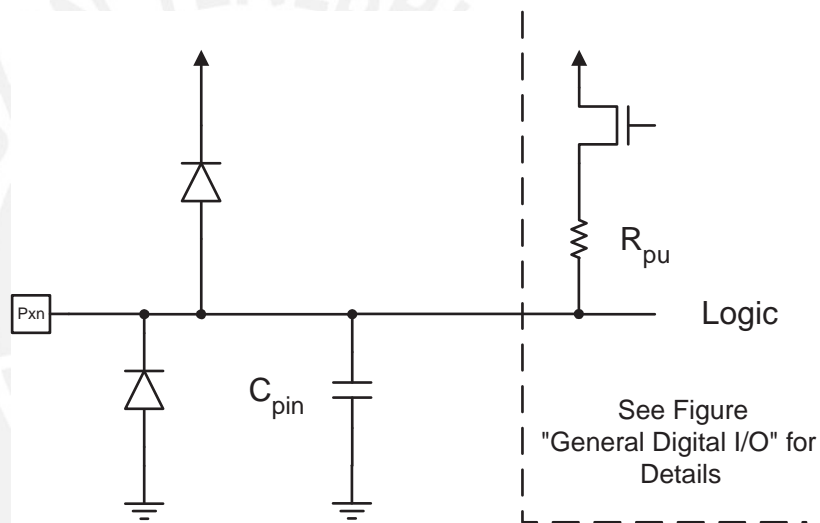 Pxn
C
pin
R
pu
Logic
See Figure
"General Digital I/O" for
Details